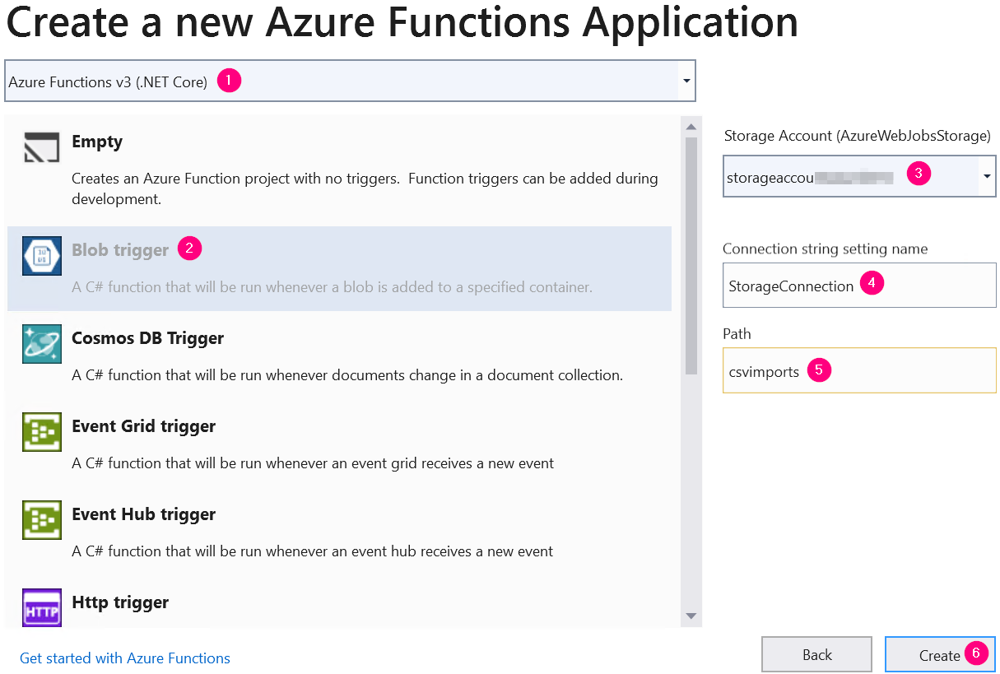 Create a new Azure Functions Application
Azure Functions v3 (.NET Core) 1
Empty
Creates an Azure Function project with no triggers.  Function triggers can be added during
development.
Blob trigger 2
A C# function that will be run whenever a blob is added to a specified container.
Cosmos DB Trigger
A C# function that will be run whenever documents change in a document collection.
Event Grid trigger
A C# function that will be run whenever an event grid receives a new event
Event Hub trigger
A C# function that will be run whenever an event hub receives a new event
HTTP
Http trigger
Storage Account (AzureWebJobsStorage)
storageaccou 3
Connection string setting name
StorageConnection 4
Path
csvimports 5
Get started with Azure Functions
Back
Create 6